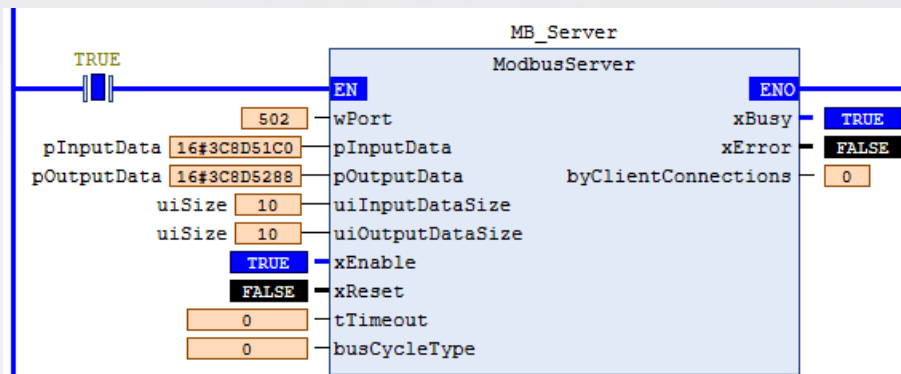 MB_Server
TRUE
ModbusServer
EN ENO
502 wPort xBusy TRUE
pInputData 16#3C8D51C0 pInputData xError FALSE
pOutputData 16#3C8D5288 pOutputData byClientConnections 0
uiSize 10 uiInputDataSize
uiSize 10 uiOutputDataSize
TRUE xEnable
FALSE xReset
0 tTimeout
0 busCycleType